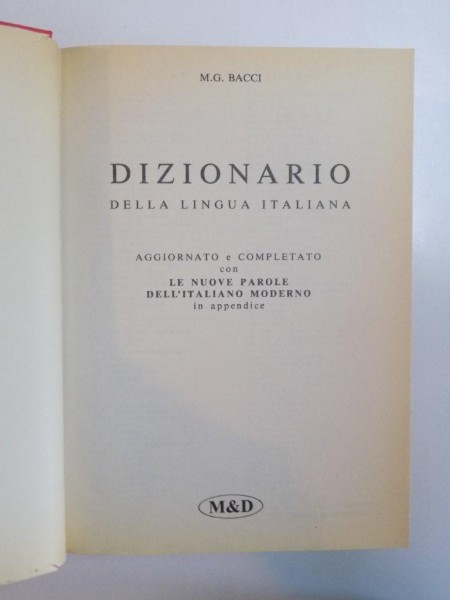 M.G. BACCI
DIZIONARIO
DELLA LINGUA ITALIANA
AGGIORNATO e COMPLETATO
con
LE NUOVE PAROLE
DELL'ITALIANO MODERNO
in appendice
M&D